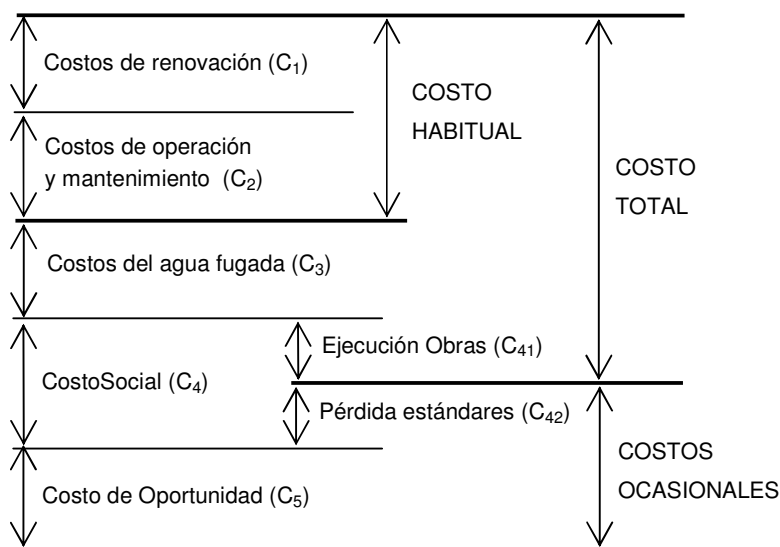 Costos de renovación (C1)
COSTO
HABITUAL
Costos de operación
y mantenimiento (C2)
COSTO
TOTAL
Costos del agua fugada (C3)
Ejecución Obras (C41)
CostoSocial (C4)
Pérdida estándares (C42)
COSTOS
OCASIONALES
Costo de Oportunidad (C5)